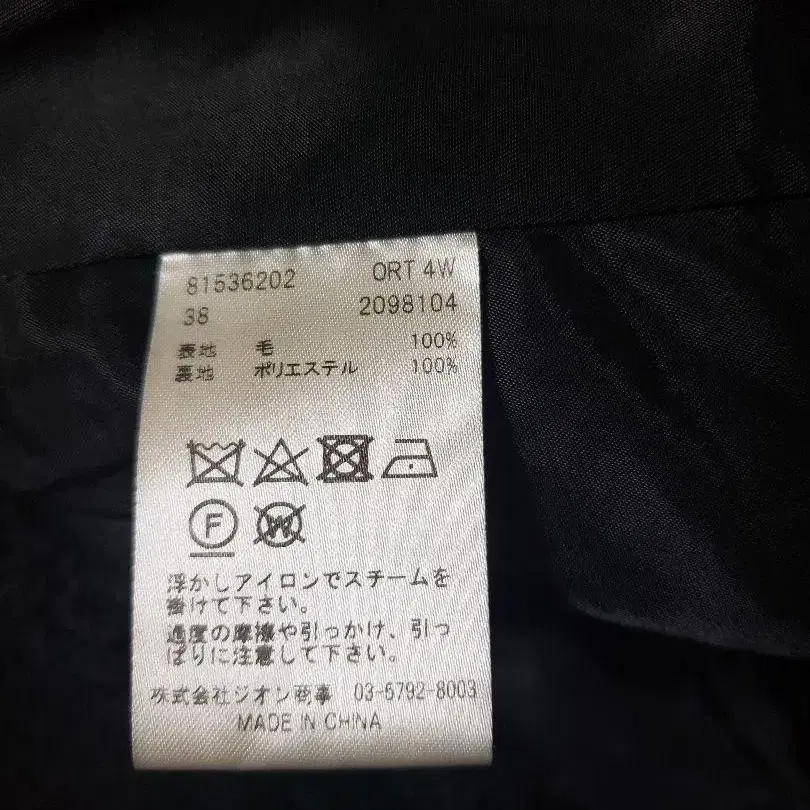 81536202 ORT 4W
38 2098104
表地 毛 100%
裏地 ポリエステル 100%
F W
浮かしアイロンでスチームを
掛けて下さい。
過度の摩擦や引っかけ、引っ
ぱりに注意して下さい。
株式会社ジオン商事 03-5792-8003
MADE IN CHINA